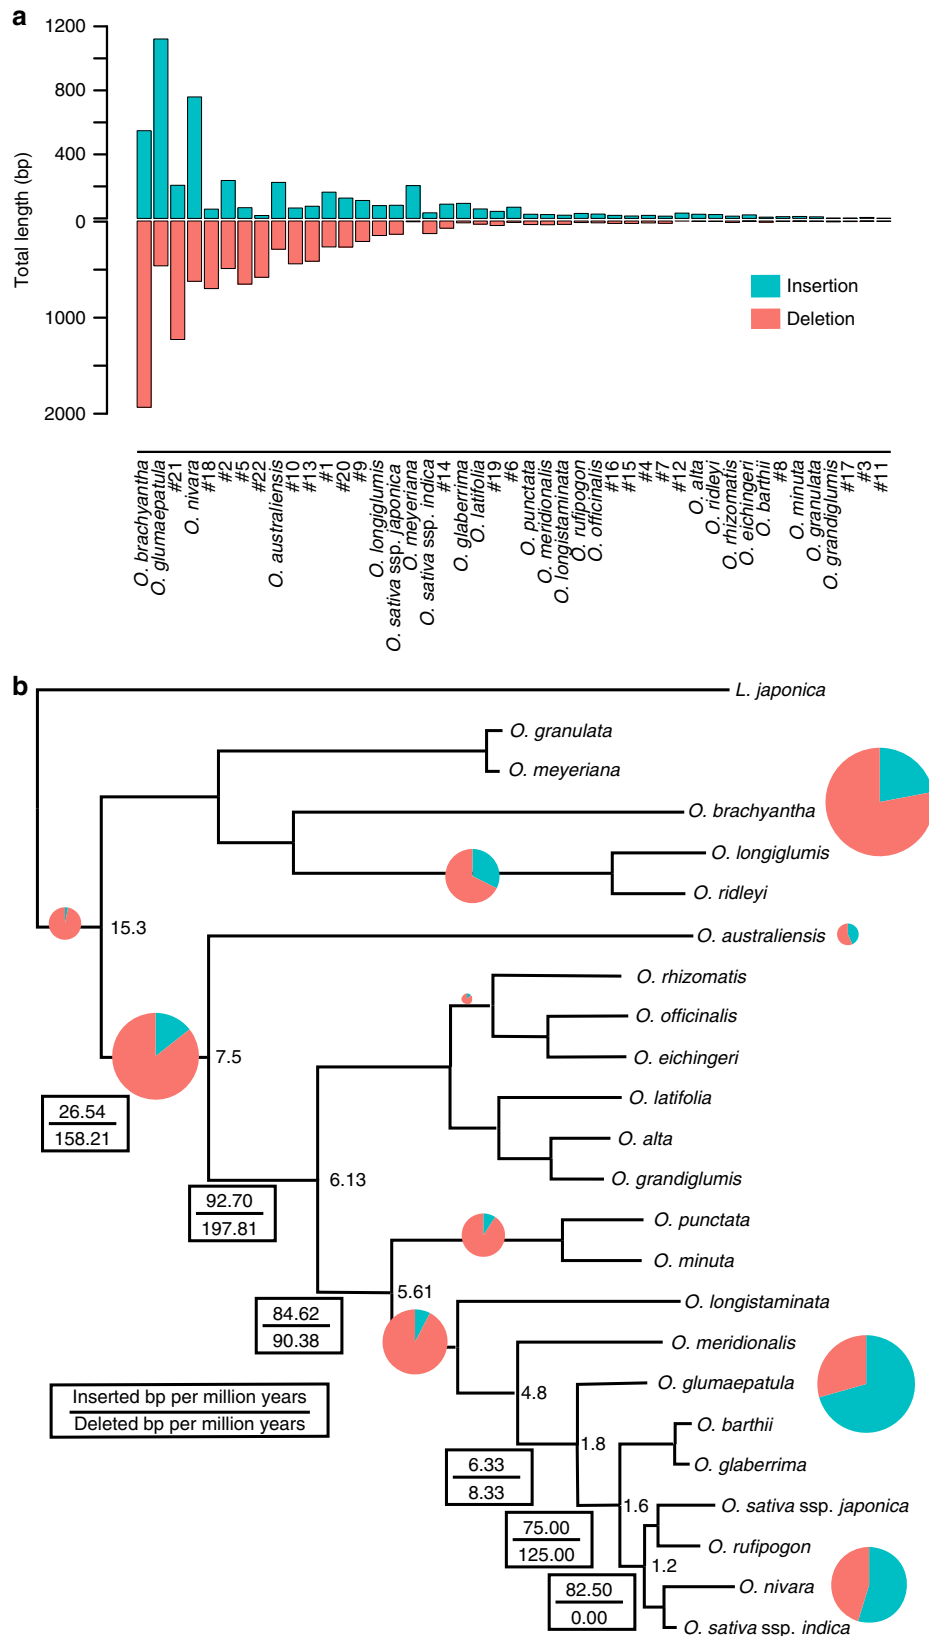 a
1200
800
400
0
1000
2000
Total length (bp)
Insertion
Deletion
O. brachyantha
O. glumaepatula
#21
O. nivara
#18
#2
#5
#22
O. australiensis
#10
#13
#1
#20
#9
O. longiglumis
O. sativa ssp. japonica
O. meyeriana
O. sativa ssp. indica
#14
O. glaberrima
O. latifolia
#19
#6
O. punctata
O. meridionalis
O. longistaminata
O. rufipogon
O. officinalis
#16
#15
#4
#7
#12
O. alta
O. ridleyi
O. rhizomatis
O. eichingeri
O. barthii
#8
O. minuta
O. granulata
O. grandiglumis
#17
#3
#11
b
L. japonica
O. granulata
O. meyeriana
O. brachyantha
O. longiglumis
O. ridleyi
15.3
O. australiensis
O. rhizomatis
O. officinalis
7.5
O. eichingeri
26.54
158.21
O. latifolia
O. alta
6.13
O. grandiglumis
92.70
197.81
O. punctata
O. minuta
5.61
O. longistaminata
84.62
90.38
O. meridionalis
O. glumaepatula
4.8
Inserted bp per million years
Deleted bp per million years
O. barthii
1.8
O. glaberrima
6.33
8.33
1.6
O. sativa ssp. japonica
75.00
125.00
O. rufipogon
1.2
O. nivara
82.50
0.00
O. sativa ssp. indica